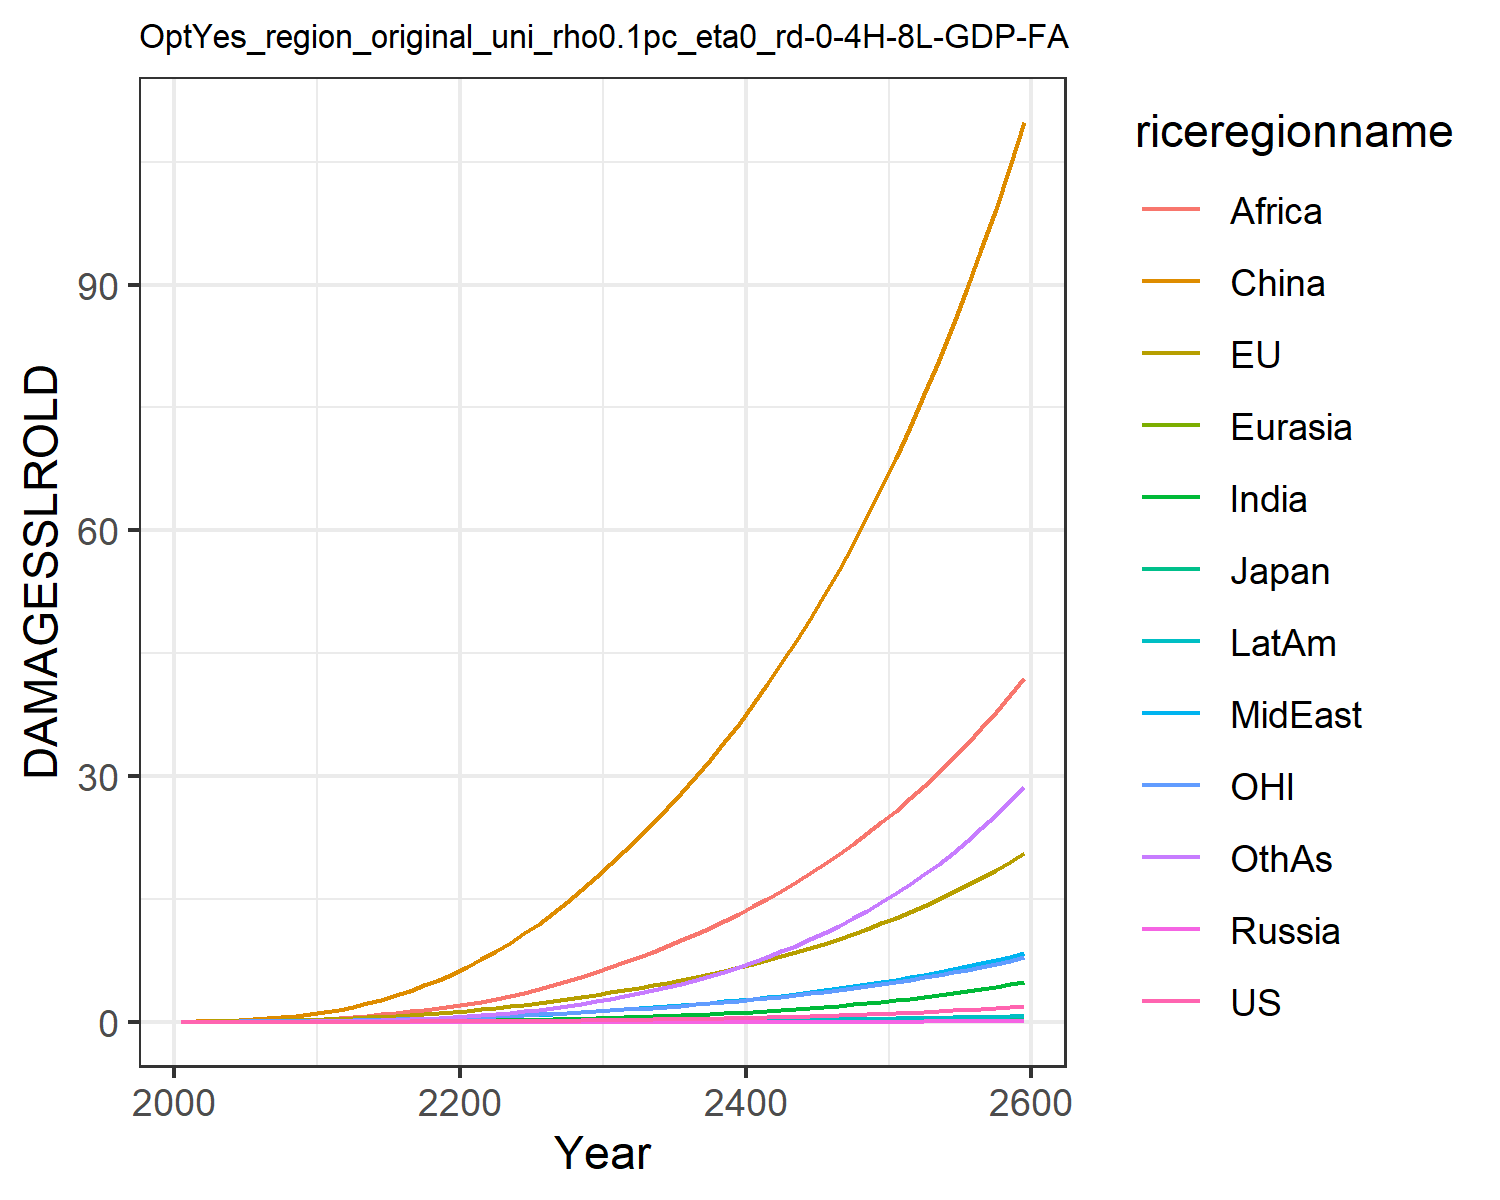 OptYes_region_original_uni_rho0.1pc_eta0_rd-0-4H-8L-GDP-FA
DAMAGESSLROLD
90
60
30
0
2000 2200 2400 2600
Year
riceregionname
Africa
China
EU
Eurasia
India
Japan
LatAm
MidEast
OHI
OthAs
Russia
US